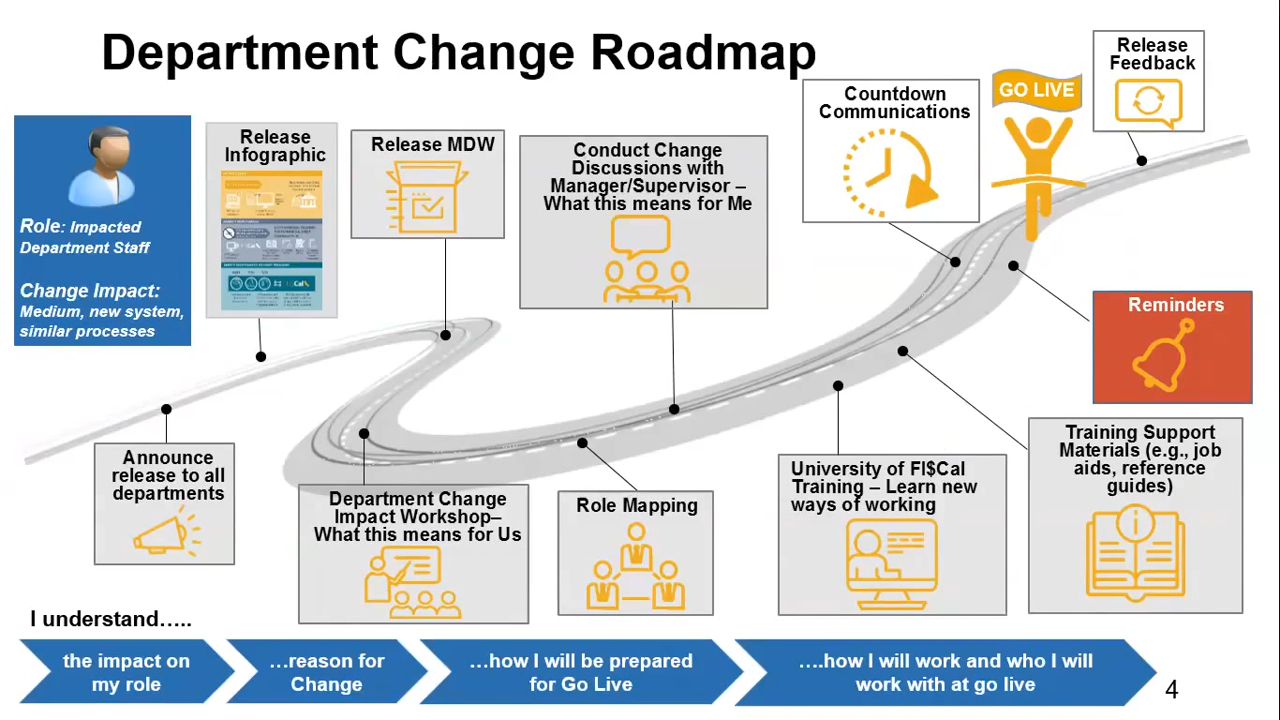 Department Change Roadmap
Role: Impacted
Department Staff
Change Impact:
Medium, new system,
similar processes
Release
Infographic
Release MDW
Conduct Change
Discussions with
Manager/Supervisor –
What this means for Me
Countdown
Communications
GO LIVE
Release
Feedback
Reminders
Announce
release to all
departments
Department Change
Impact Workshop–
What this means for Us
Role Mapping
University of FI$Cal
Training – Learn new
ways of working
Training Support
Materials (e.g., job
aids, reference
guides)
I understand…..
the impact on
my role
…reason for
Change
…how I will be prepared
for Go Live
….how I will work and who I will
work with at go live
4